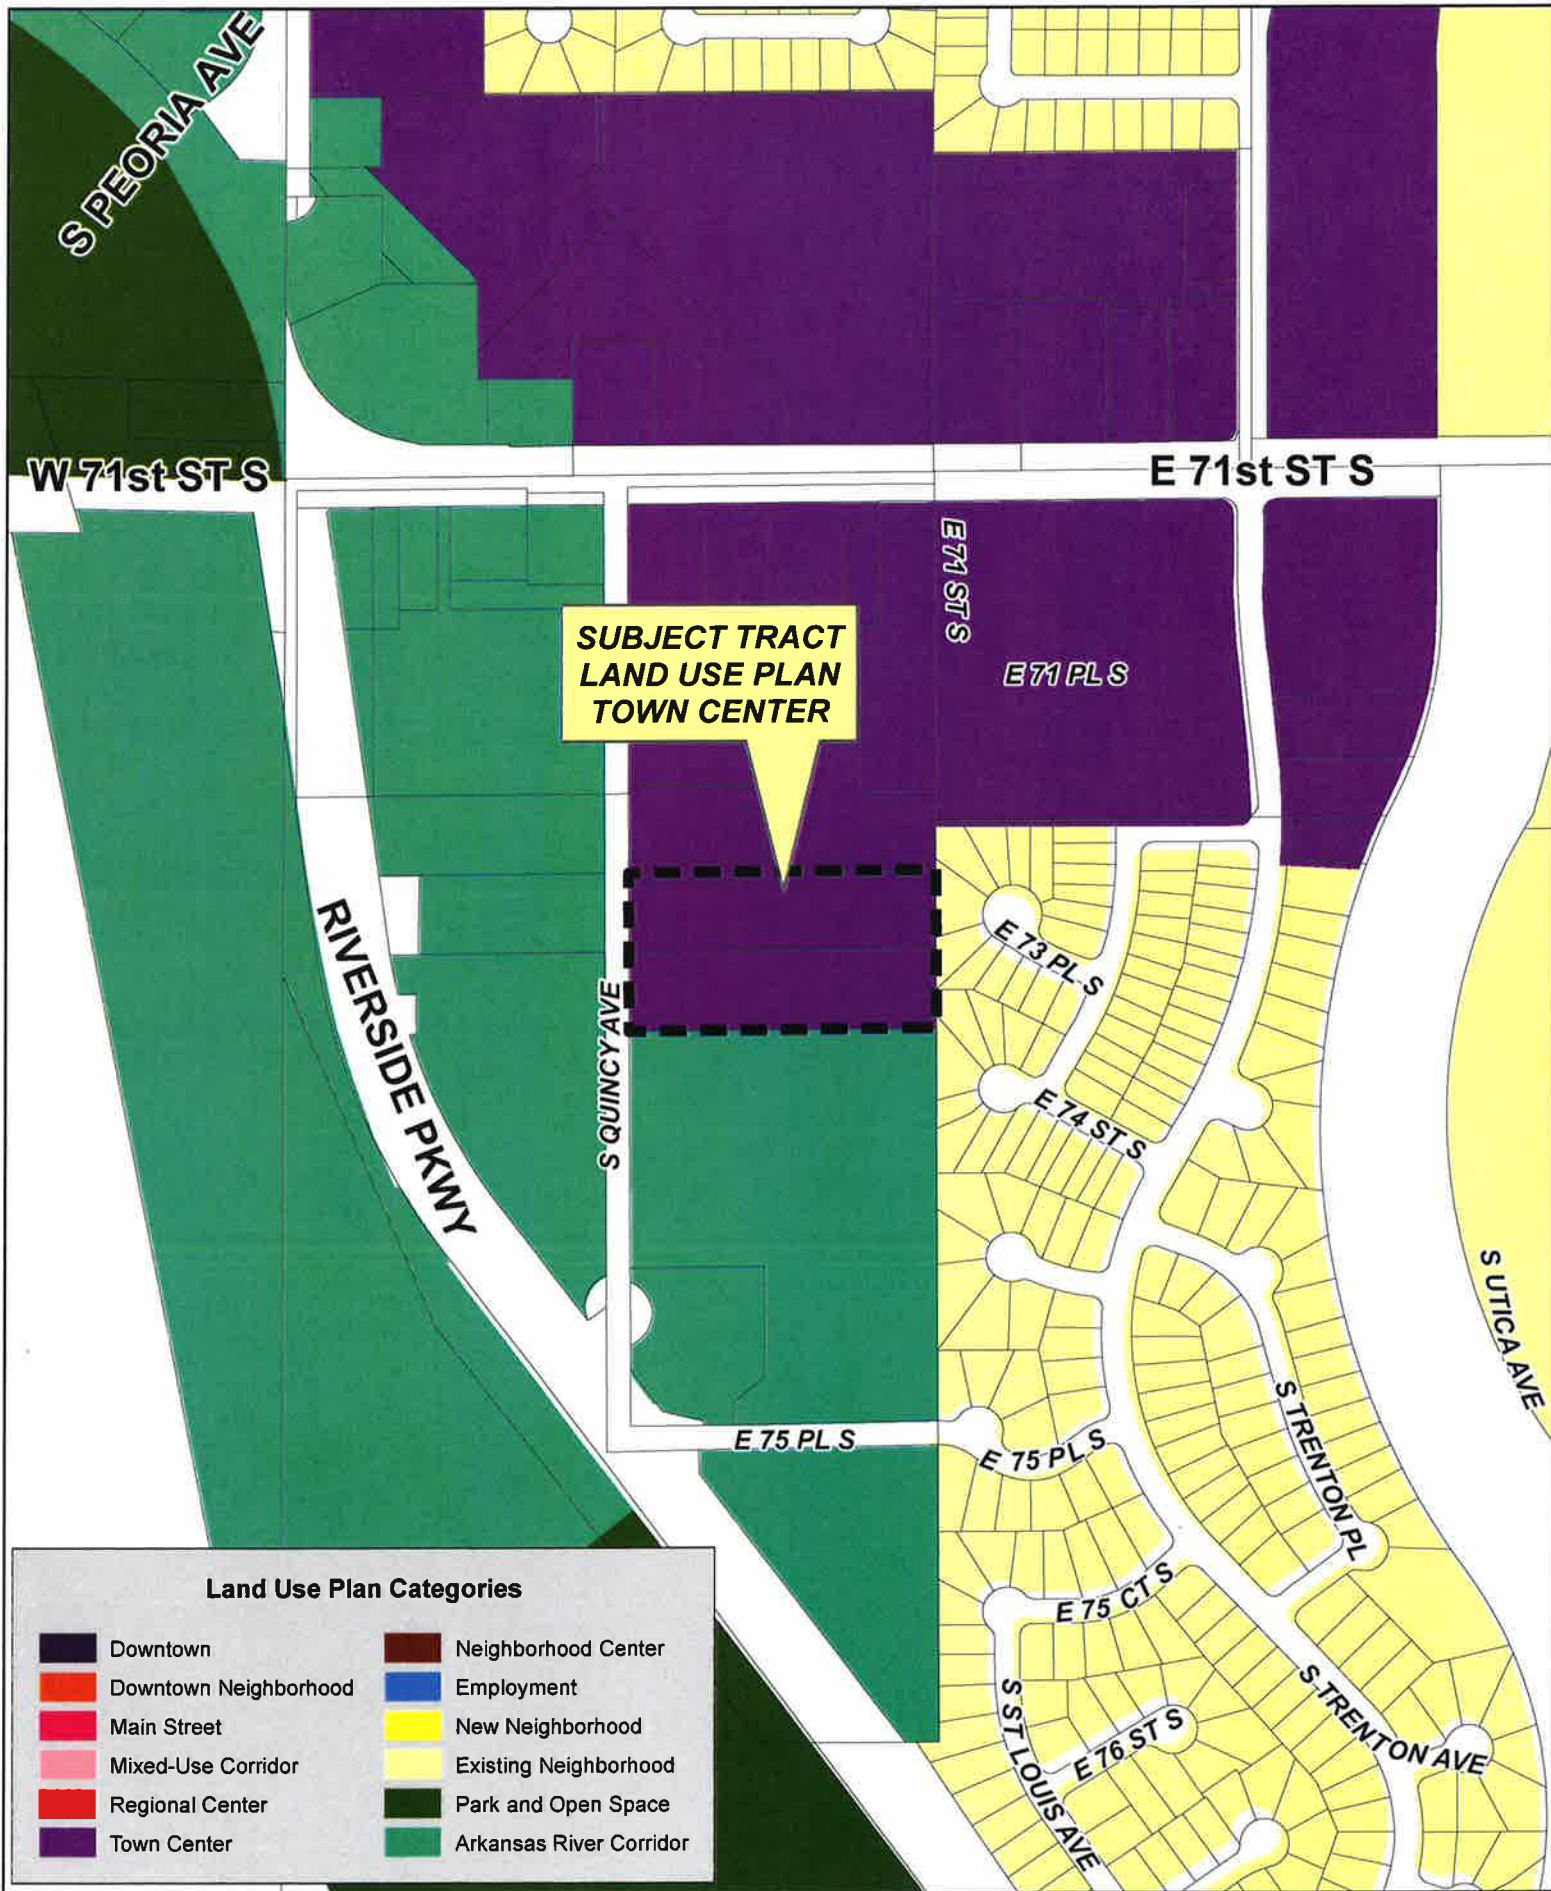 S PEORIA AVE
W 71st ST S
E 71st ST S
E 71 ST S
SUBJECT TRACT
LAND USE PLAN
TOWN CENTER
E 71 PL S
RIVERSIDE PKWY
S QUINCY AVE
E 73 PL S
E 74 ST S
S UTICA AVE
S TRENTON PL
E 75 PL S
E 75 PL S
E 75 CT S
S ST LOUIS AVE
E 76 ST S
S TRENTON AVE
Land Use Plan Categories
Downtown
Downtown Neighborhood
Main Street
Mixed-Use Corridor
Regional Center
Town Center
Neighborhood Center
Employment
New Neighborhood
Existing Neighborhood
Park and Open Space
Arkansas River Corridor